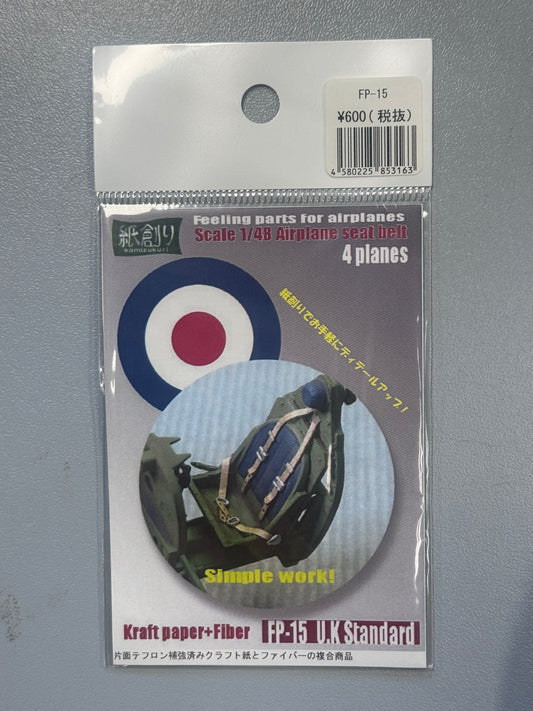 FP-15
¥600(税抜)
4 580225 853163
紙創り
Kamizukuri
Feeling parts for airplanes
Scale 1/48 Airplane seat belt
4 planes
紙創りでお手軽にディテールアップ!
Simple work!
Kraft paper+Fiber FP-15 U.K Standard
片面テフロン補強済みクラフト紙とファイバーの複合商品